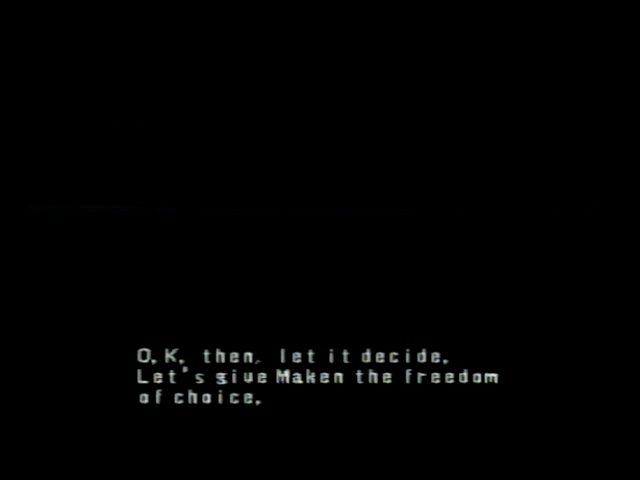 O.K. then, let it decide.
Let's give Maken the freedom
of choice.